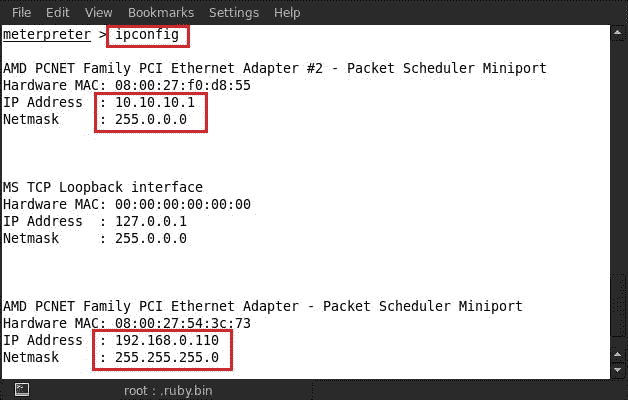 File Edit View Bookmarks Settings Help
meterpreter > ipconfig
AMD PCNET Family PCI Ethernet Adapter #2 - Packet Scheduler Miniport
Hardware MAC: 08:00:27:f0:d8:55
IP Address  : 10.10.10.1
Netmask     : 255.0.0.0
MS TCP Loopback interface
Hardware MAC: 00:00:00:00:00:00
IP Address  : 127.0.0.1
Netmask     : 255.0.0.0
AMD PCNET Family PCI Ethernet Adapter - Packet Scheduler Miniport
Hardware MAC: 08:00:27:54:3c:73
IP Address  : 192.168.0.110
Netmask     : 255.255.255.0
root : .ruby.bin